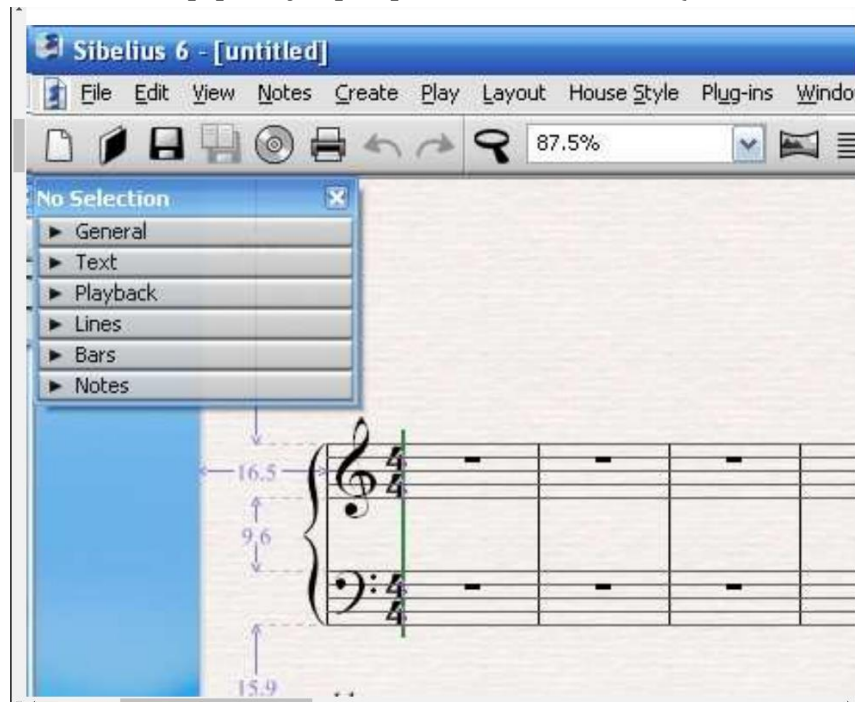 Sibelius 6 - [untitled]
File Edit View Notes Create Play Layout House Style Plug-ins
87.5%
No Selection
General
Text
Playback
Lines
Bars
Notes
16.5
9.6
15.9